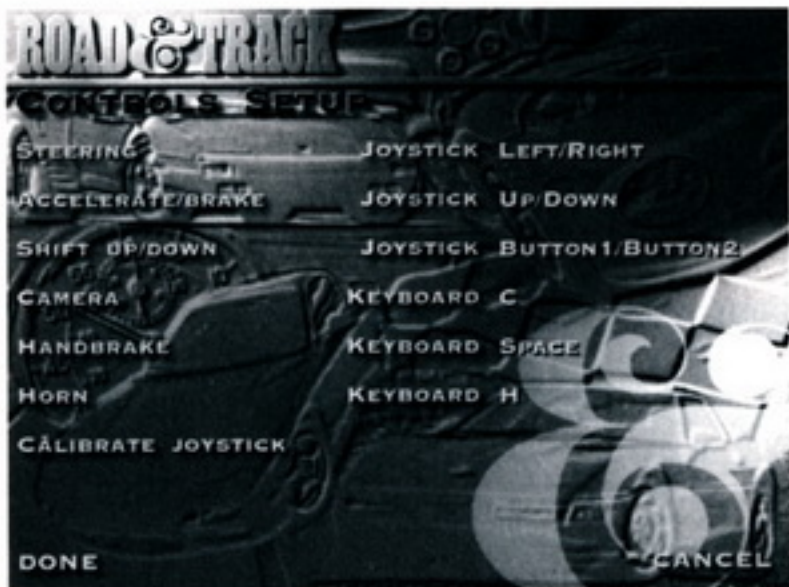 ROAD & TRACK
CONTROLS SETUP
STEERING JOYSTICK LEFT/RIGHT
ACCELERATE/BRAKE JOYSTICK UP/DOWN
SHIFT UP/DOWN JOYSTICK BUTTON1/BUTTON2
CAMERA KEYBOARD C
HANDBRAKE KEYBOARD SPACE
HORN KEYBOARD H
CALIBRATE JOYSTICK
DONE CANCEL